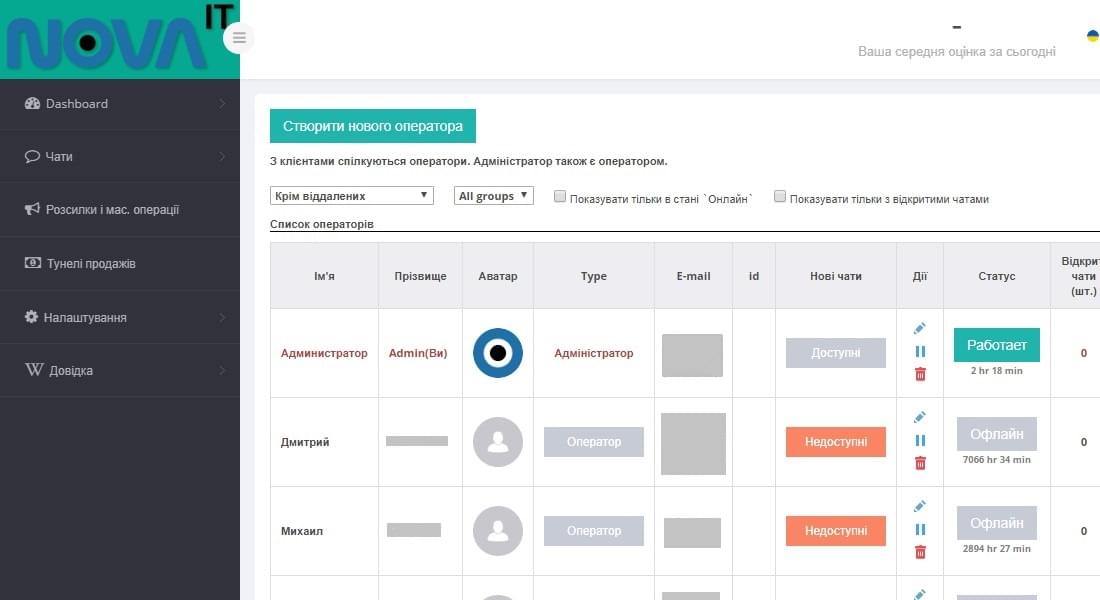 NOVA IT
-
Ваша середня оцінка за сьогодні
Dashboard
Чати
Розсилки і мас. операції
Тунелі продажів
Налаштування
Довідка
Створити нового оператора
З клієнтами спілкуються оператори. Адміністратор також є оператором.
Крім віддалених All groups Показувати тільки в стані `Онлайн` Показувати тільки з відкритими чатами
Список операторів
Ім'я Прізвище Аватар Type E-mail id Нові чати Дії Статус Відкрит чати (шт.)
Администратор Admin(Ви) Адміністратор Доступні Работает 0
2 hr 18 min
Дмитрий Оператор Недоступні Офлайн 0
7066 hr 34 min
Михаил Оператор Недоступні Офлайн 0
2894 hr 27 min